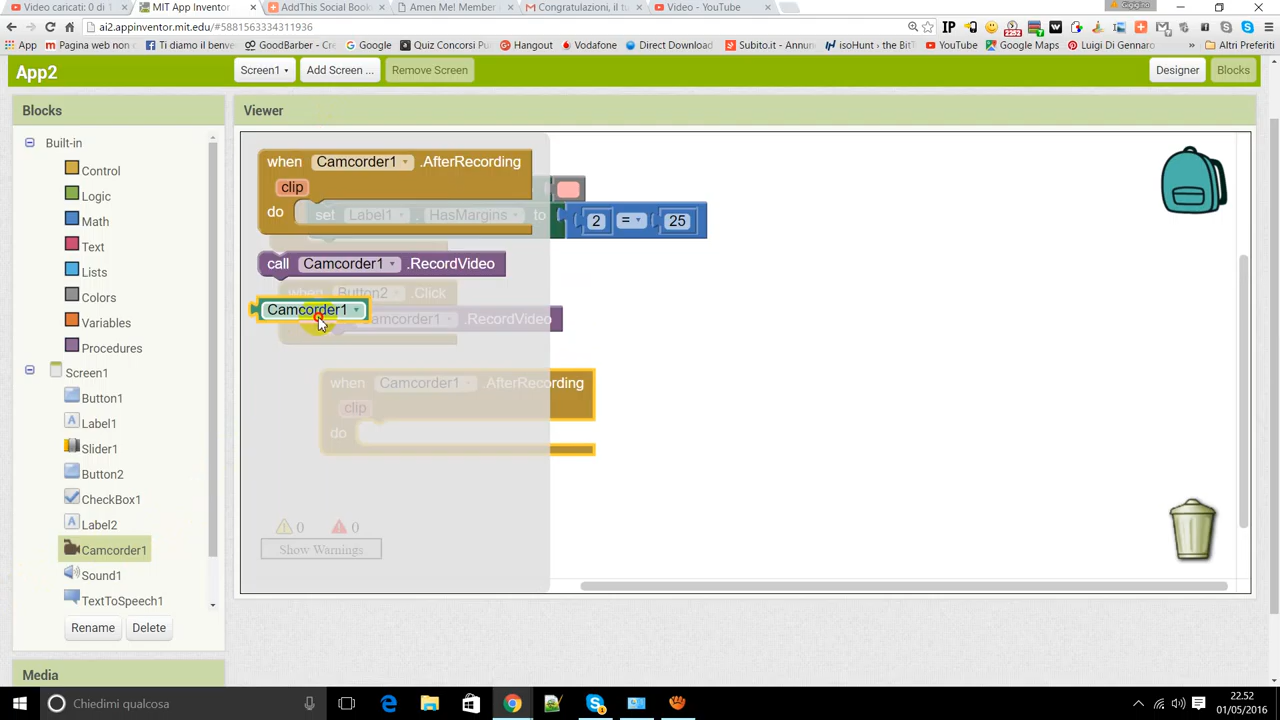 Video caricati: 0 di 1
MIT App Inventor
AddThis Social Book
Amen Me! Member
Congratulazioni, il t
Video - YouTube
Gigigino
ai2.appinventor.mit.edu/#5881563334311936
App
Pagina web non
Ti diamo il benve
GoodBarber - Cre
Google
Quiz Concorsi Pul
Hangout
Vodafone
Direct Download
Subito.it - Annun
isoHunt - the BitT
YouTube
Google Maps
Luigi Di Gennaro
Altri Preferiti
App2
Screen1
Add Screen ...
Remove Screen
Designer
Blocks
Blocks
Viewer
Built-in
Control
Logic
Math
Text
Lists
Colors
Variables
Procedures
Screen1
Button1
Label1
Slider1
Button2
CheckBox1
Label2
Camcorder1
Sound1
TextToSpeech1
Rename
Delete
Media
when Camcorder1 .AfterRecording
clip
do
set Label1 . HasMargins to 2 = 25
call Camcorder1 .RecordVideo
when Button2 .Click
Camcorder1
Camcorder1 .RecordVideo
when Camcorder1 .AfterRecording
clip
do
0 0
Show Warnings
Chiedimi qualcosa
22.52
01/05/2016